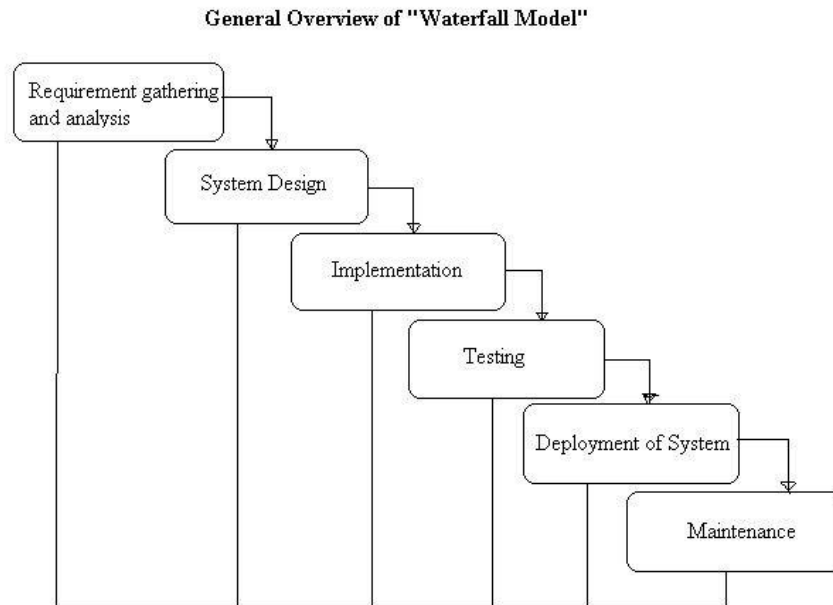 General Overview of "Waterfall Model"
Requirement gathering
and analysis
System Design
Implementation
Testing
Deployment of System
Maintenance